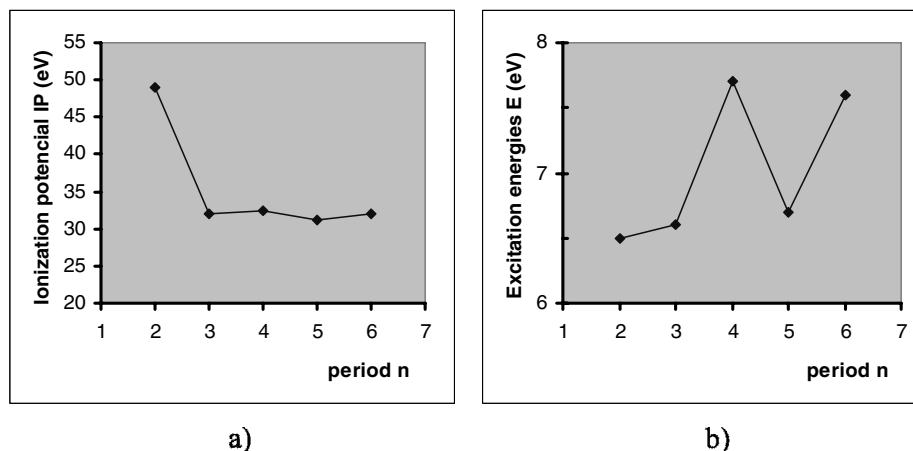 Ionization potencial IP (eV)
55
50
45
40
35
30
25
20
1 2 3 4 5 6 7
period n
a)
Excitation energies E (eV)
8
7
6
1 2 3 4 5 6 7
period n
b)